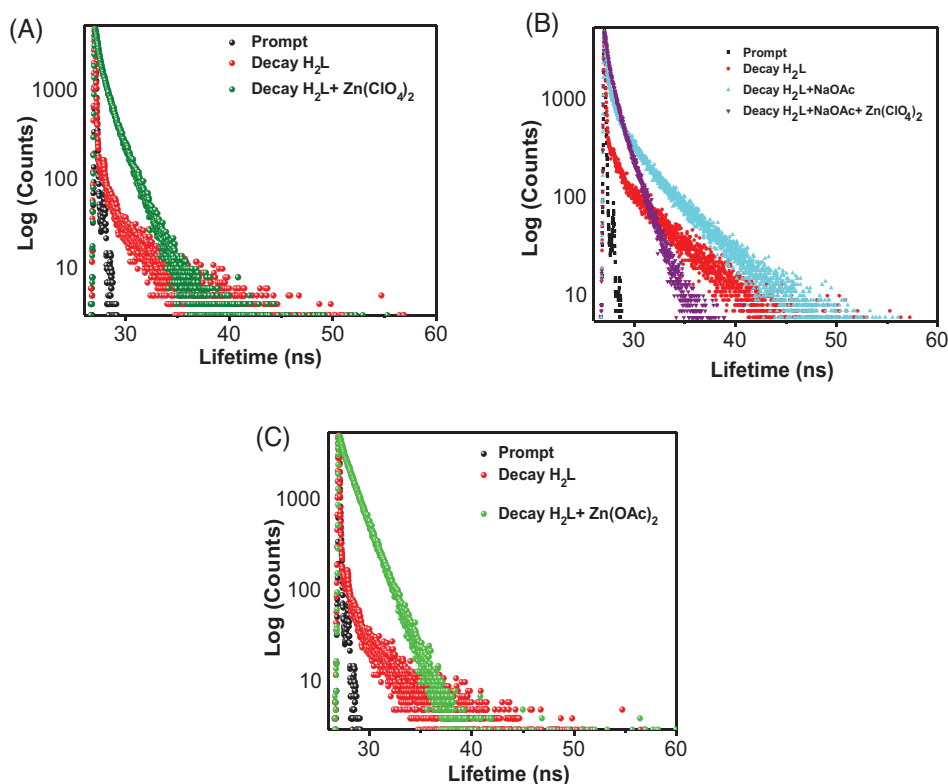 (A)
Prompt
Decay H₂L
Decay H₂L+ Zn(ClO₄)₂
1000
100
10
Log (Counts)
30 40 50 60
Lifetime (ns)
(B)
Prompt
Decay H₂L
Decay H₂L+NaOAc
Deacy H₂L+NaOAc+ Zn(ClO₄)₂
1000
100
10
Log (Counts)
30 40 50 60
Lifetime (ns)
(C)
Prompt
Decay H₂L
Decay H₂L+ Zn(OAc)₂
1000
100
10
Log (Counts)
30 40 50 60
Lifetime (ns)